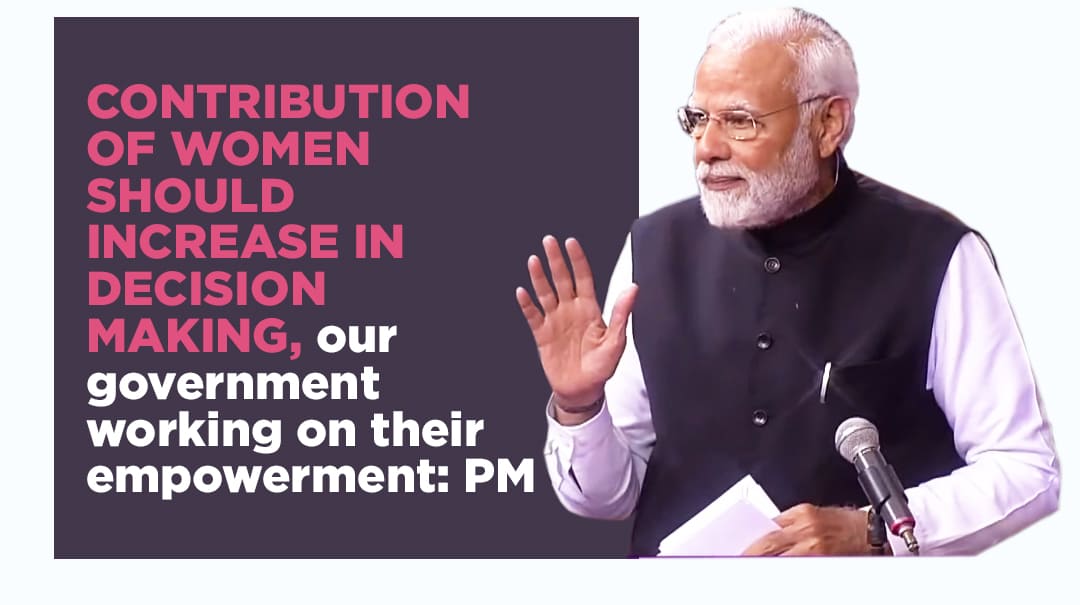 CONTRIBUTION
OF WOMEN
SHOULD
INCREASE IN
DECISION
MAKING, our
government
working on their
empowerment: PM